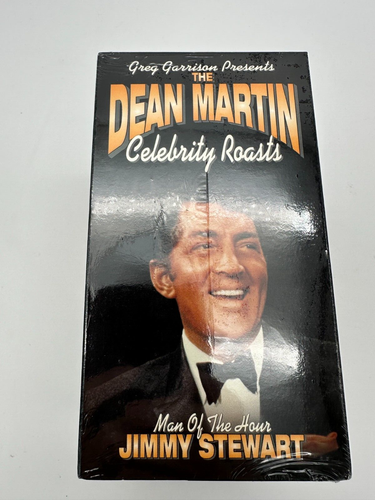 Greg Garrison Presents
THE
DEAN MARTIN
Celebrity Roasts
Man Of The Hour
JIMMY STEWART